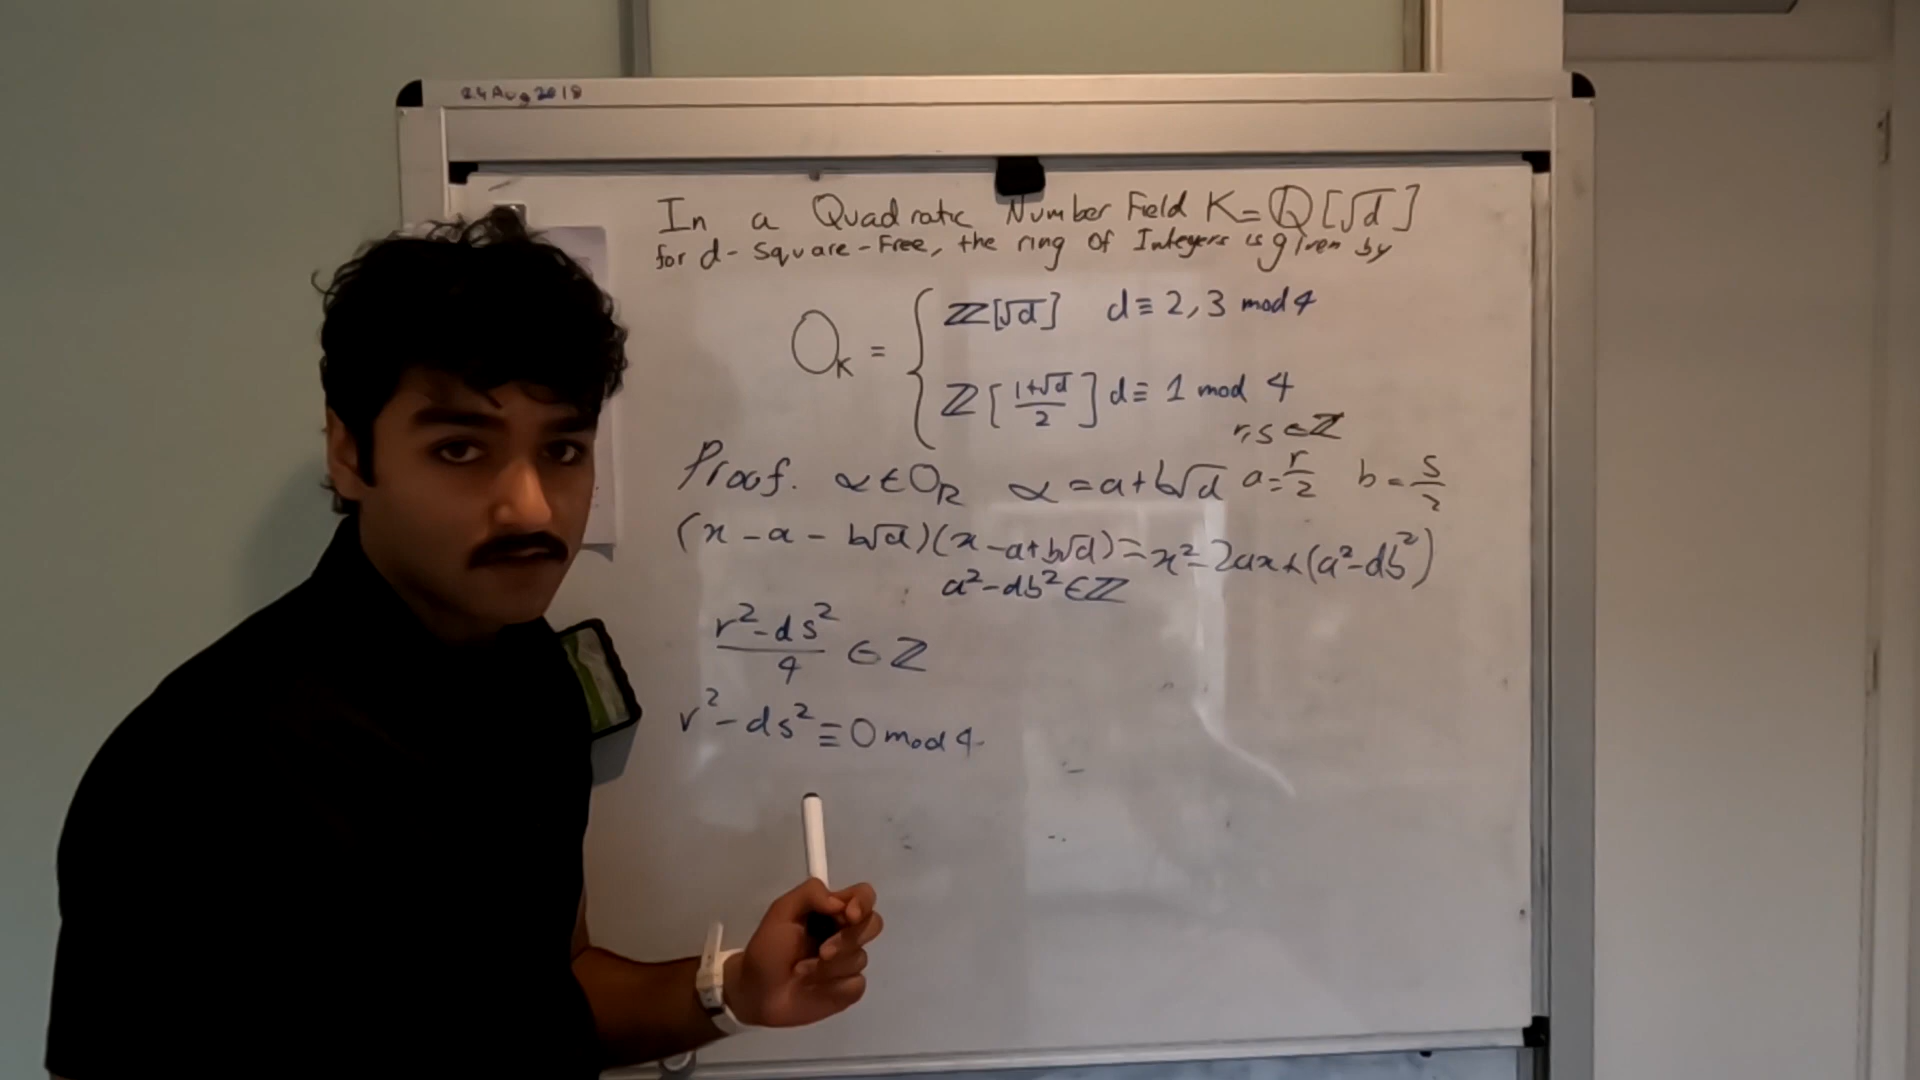 24 Aug 2018
In a Quadratic Number Field K=ℚ[√d]
for d-Square-Free, the ring of Integers is given by
O_K = { ℤ[√d] d≡2,3 mod 4
ℤ[(1+√d)/2] d≡ 1 mod 4
r,s∈ℤ
Proof. α∈O_K α=a+b√d a=r/2 b=s/2
(x-a-b√d)(x-a+b√d)=x²-2ax+(a²-db²)
a²-db²∈ℤ
(r²-ds²)/4 ∈ℤ
r²-ds²≡0 mod 4